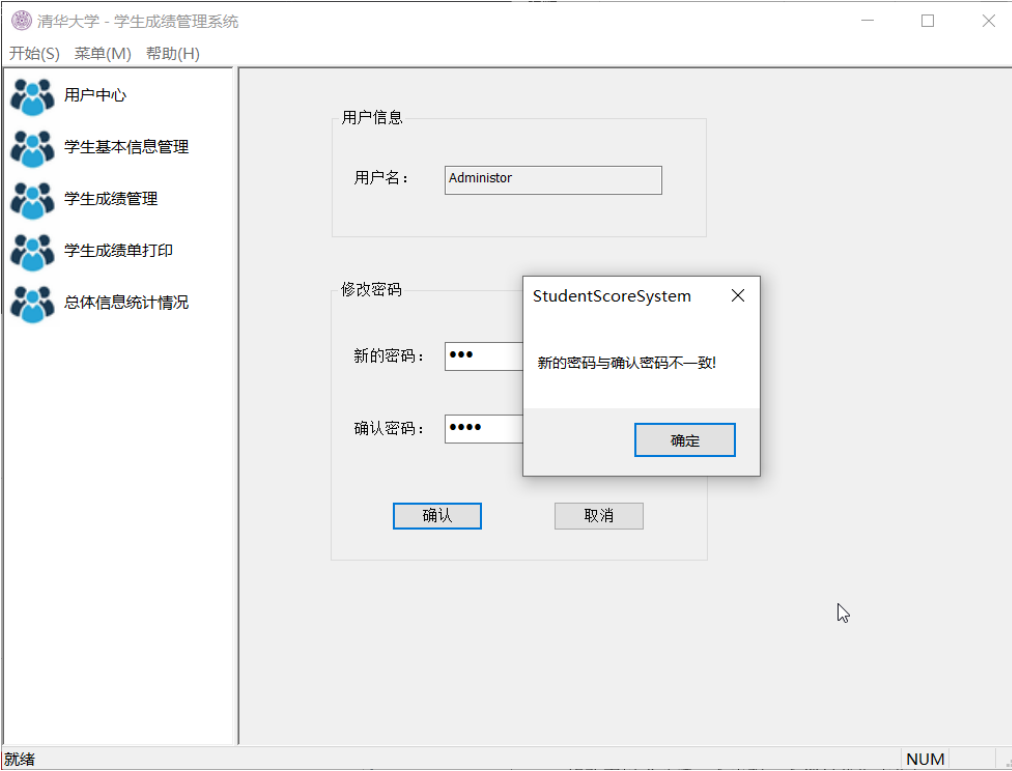 清华大学 - 学生成绩管理系统
开始(S) 菜单(M) 帮助(H)
用户中心
学生基本信息管理
学生成绩管理
学生成绩单打印
总体信息统计情况
用户信息
用户名：
Administor
修改密码
新的密码：
●●●
确认密码：
●●●●
确认
取消
StudentScoreSystem
新的密码与确认密码不一致!
确定
就绪
NUM